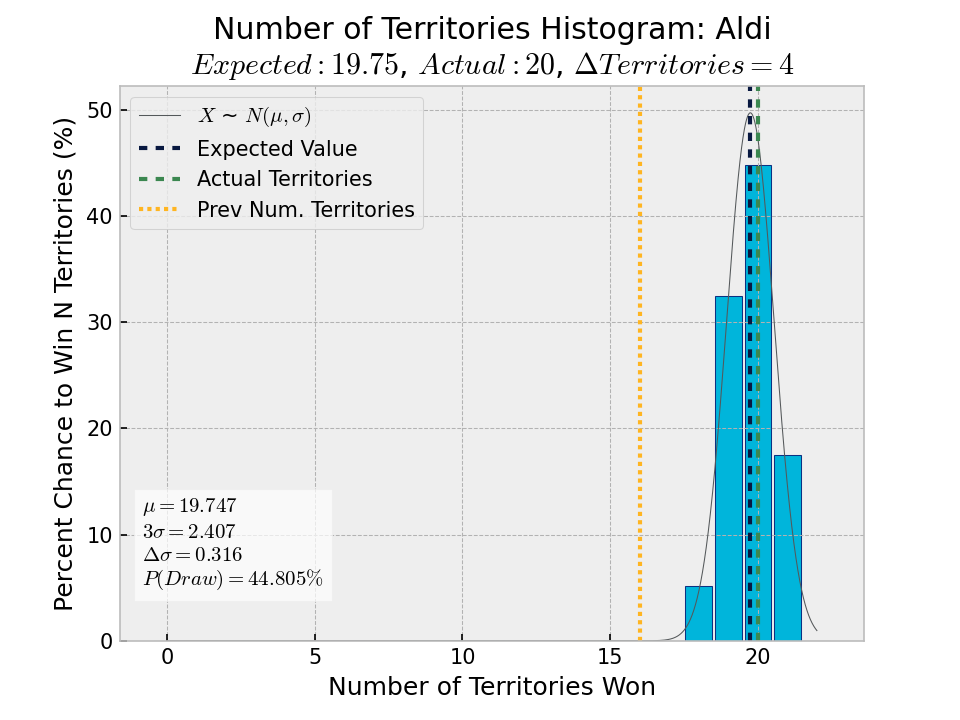 Number of Territories Histogram: Aldi
Expected : 19.75, Actual : 20, ΔTerritories = 4
X ~ N(μ, σ)
Expected Value
Actual Territories
Prev Num. Territories
Percent Chance to Win N Territories (%)
50
40
30
20
10
0
μ = 19.747
3σ = 2.407
Δσ = 0.316
P(Draw) = 44.805%
0 5 10 15 20
Number of Territories Won